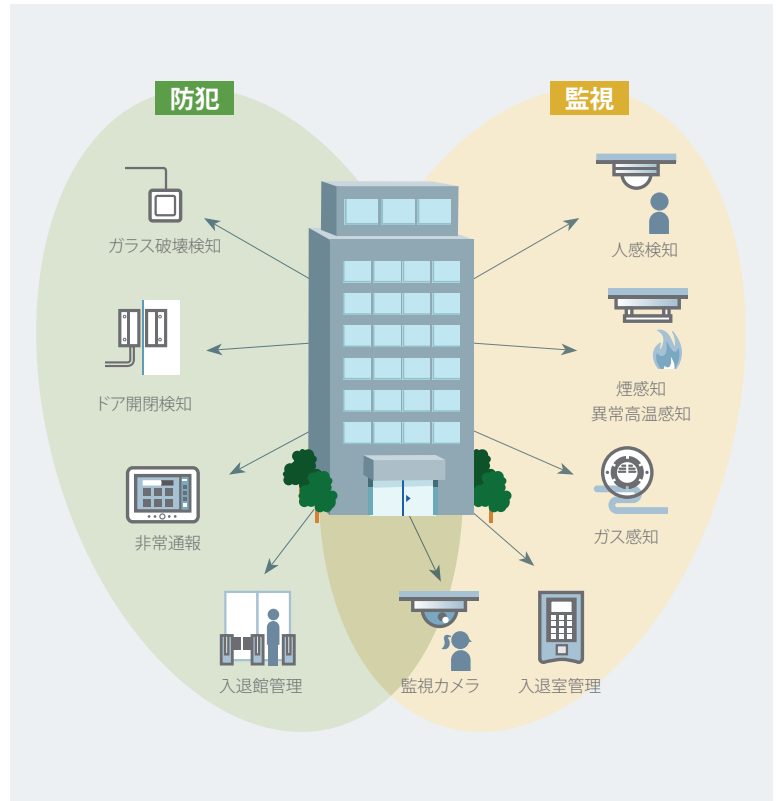 防犯
監視
ガラス破壊検知
人感検知
ドア開閉検知
煙感知
異常高温感知
非常通報
ガス感知
入退館管理
監視カメラ
入退室管理